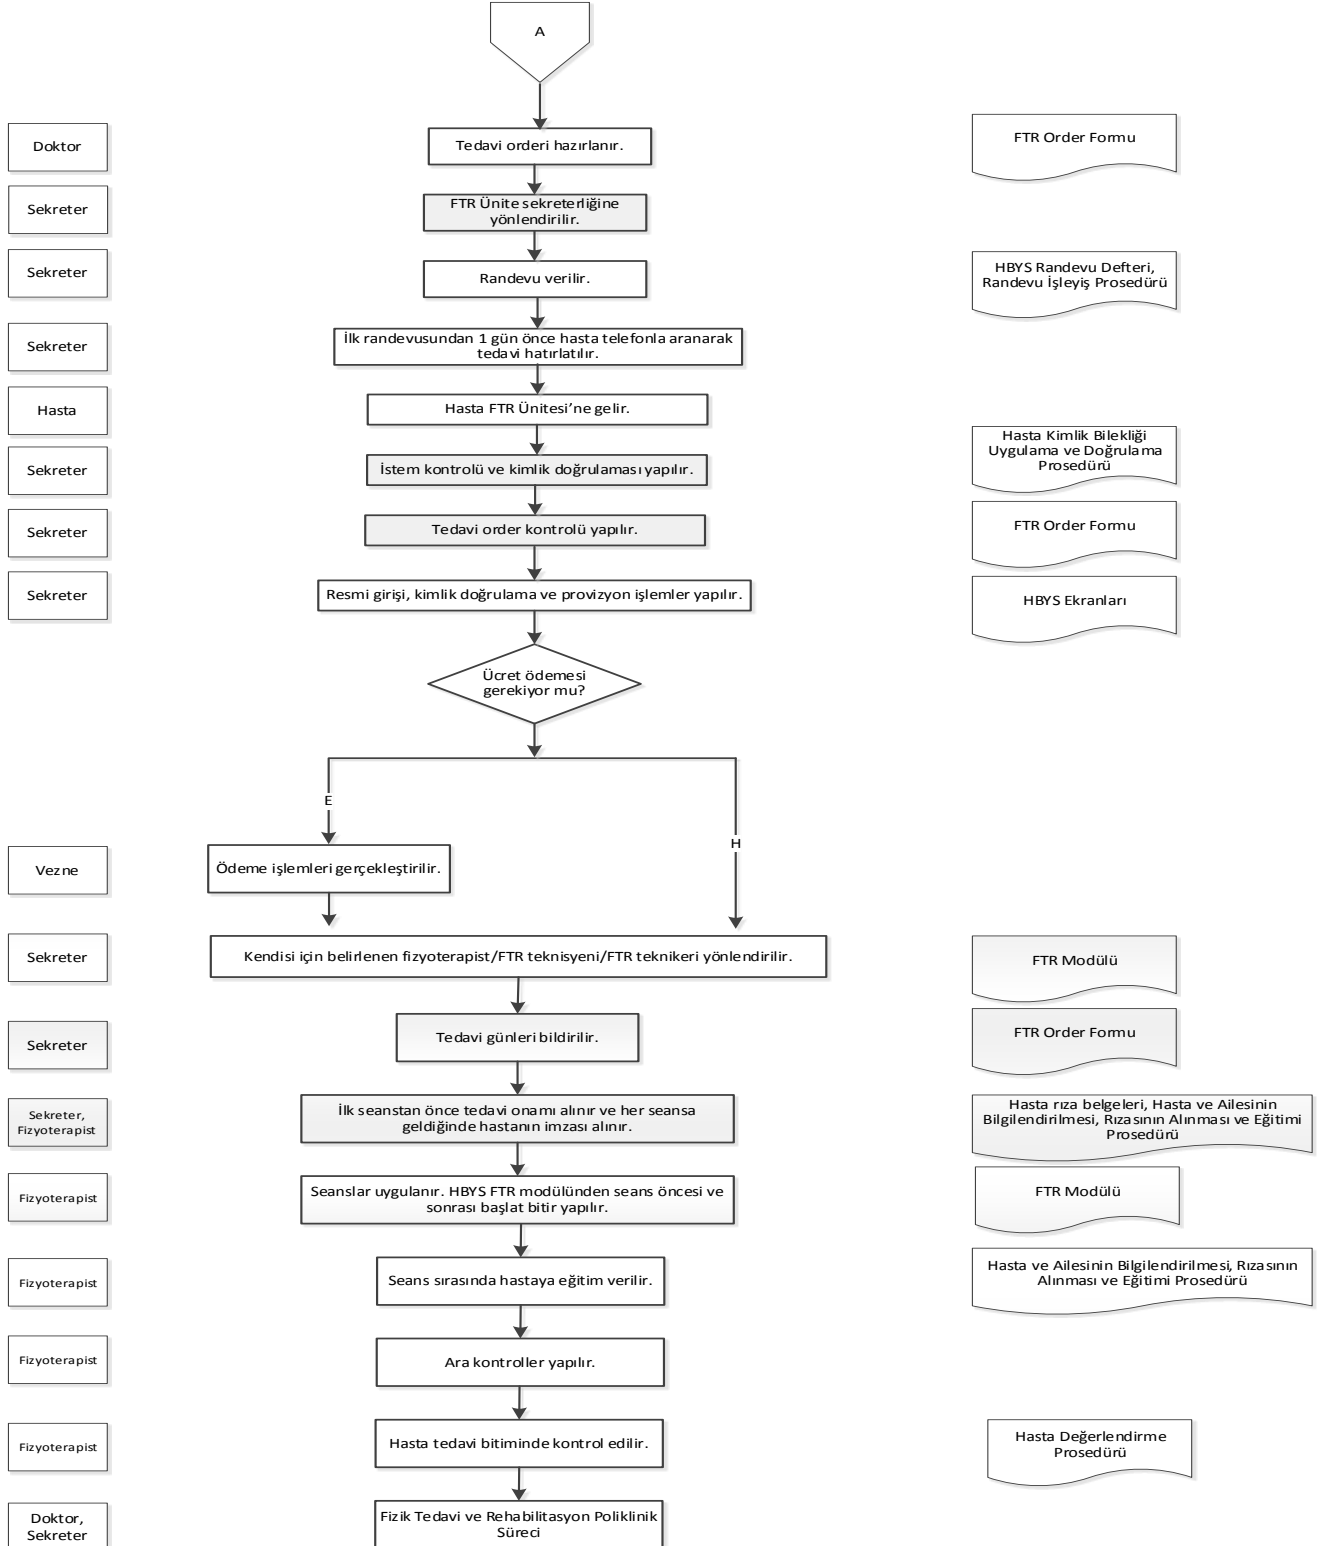 A
Doktor
Tedavi orderi hazırlanır.
FTR Order Formu
Sekreter
FTR Ünite sekreterliğine
yönlendirilir.
Sekreter
Randevu verilir.
HBYS Randevu Defteri,
Randevu İşleyiş Prosedürü
Sekreter
İlk randevusundan 1 gün önce hasta telefonla aranarak
tedavi hatırlatılır.
Hasta
Hasta FTR Ünitesi’ne gelir.
Sekreter
İstem kontrolü ve kimlik doğrulaması yapılır.
Hasta Kimlik Bilekliği
Uygulama ve Doğrulama
Prosedürü
Sekreter
Tedavi order kontrolü yapılır.
FTR Order Formu
Sekreter
Resmi girişi, kimlik doğrulama ve provizyon işlemler yapılır.
HBYS Ekranları
Ücret ödemesi
gerekiyor mu?
E
H
Vezne
Ödeme işlemleri gerçekleştirilir.
Sekreter
Kendisi için belirlenen fizyoterapist/FTR teknisyeni/FTR teknikeri yönlendirilir.
FTR Modülü
Sekreter
Tedavi günleri bildirilir.
FTR Order Formu
Sekreter,
Fizyoterapist
İlk seanstan önce tedavi onamı alınır ve her seansa
geldiğinde hastanın imzası alınır.
Hasta rıza belgeleri, Hasta ve Ailesinin
Bilgilendirilmesi, Rızasının Alınması ve Eğitimi
Prosedürü
Fizyoterapist
Seanslar uygulanır. HBYS FTR modülünden seans öncesi ve
sonrası başlat bitir yapılır.
FTR Modülü
Fizyoterapist
Seans sırasında hastaya eğitim verilir.
Hasta ve Ailesinin Bilgilendirilmesi, Rızasının
Alınması ve Eğitimi Prosedürü
Fizyoterapist
Ara kontroller yapılır.
Fizyoterapist
Hasta tedavi bitiminde kontrol edilir.
Hasta Değerlendirme
Prosedürü
Doktor,
Sekreter
Fizik Tedavi ve Rehabilitasyon Poliklinik
Süreci